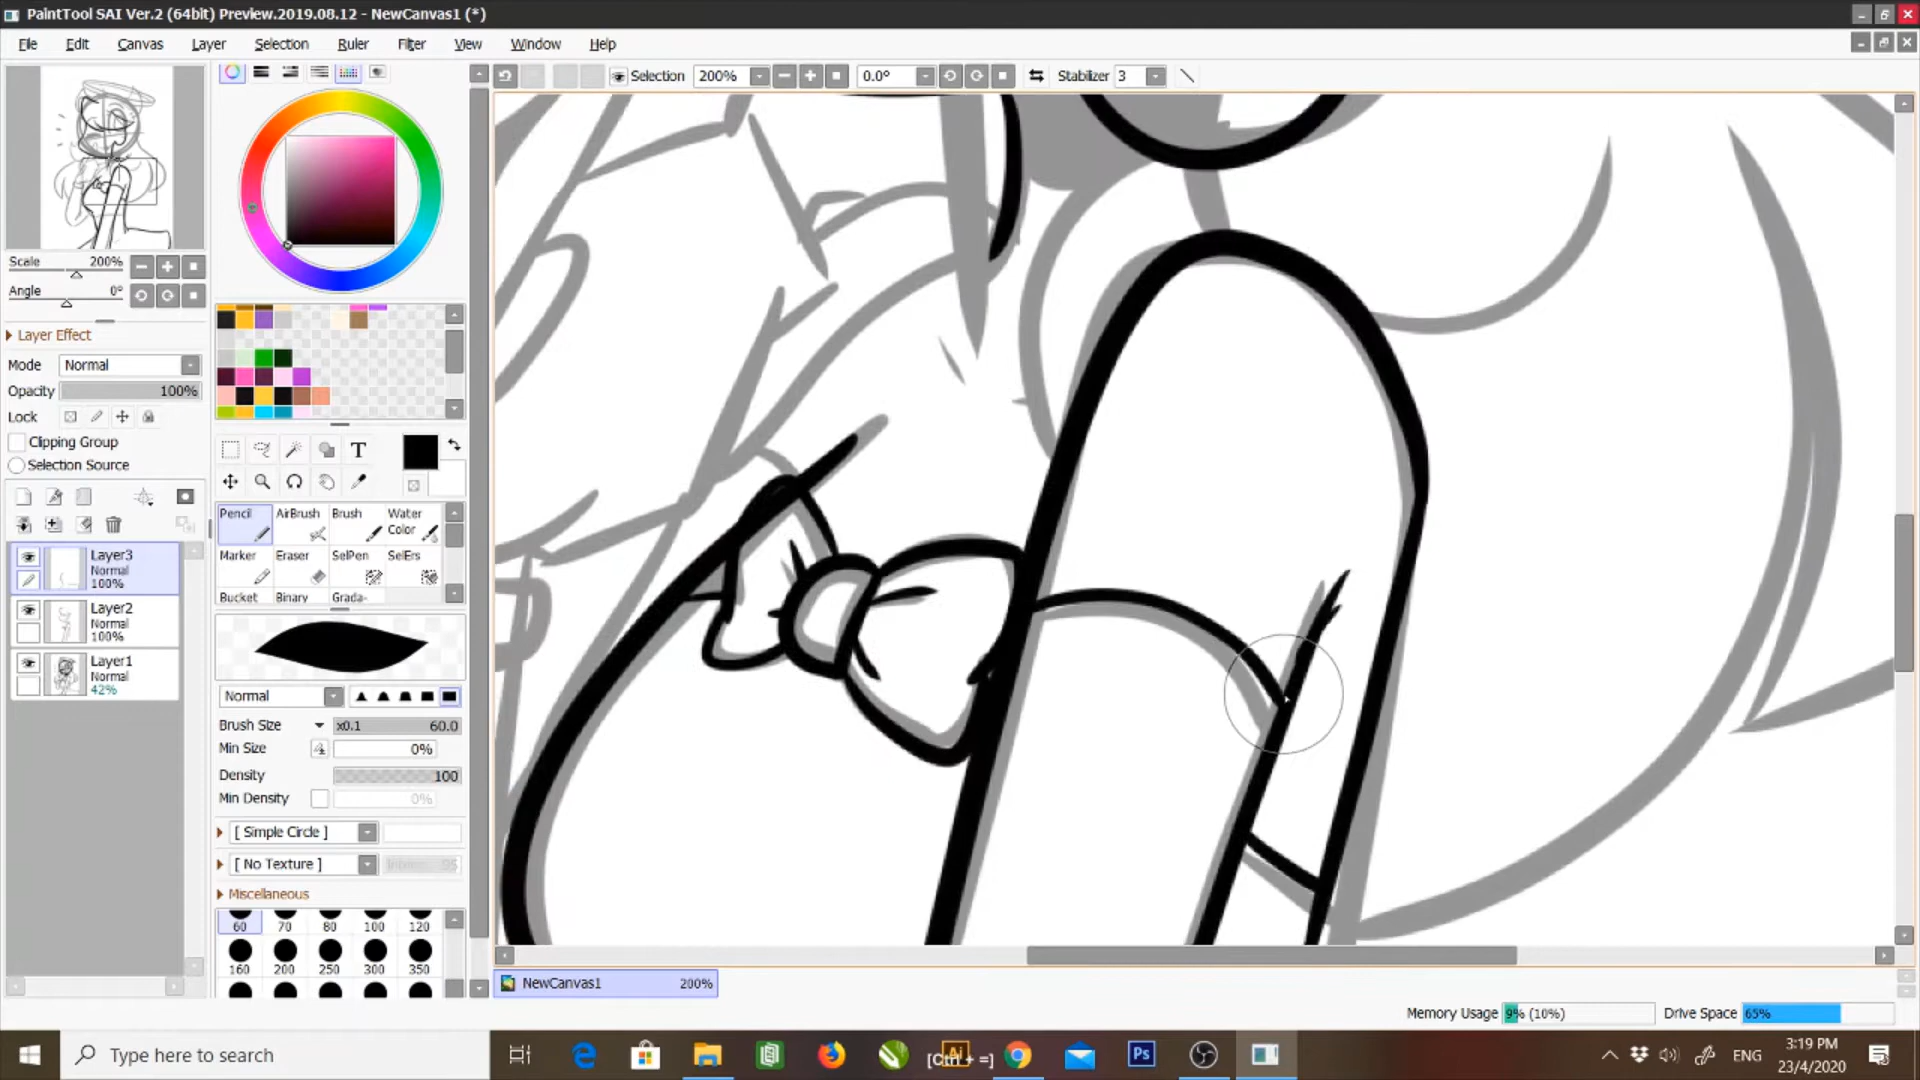 PaintTool SAI Ver.2 (64bit) Preview.2019.08.12 - NewCanvas1 (*)
File Edit Canvas Layer Selection Ruler Filter View Window Help
Selection 200% 0.0° Stabilizer 3
Scale 200%
Angle 0°
Layer Effect
Mode Normal
Opacity 100%
Lock
Clipping Group
Selection Source
Layer3
Normal
100%
Layer2
Normal
100%
Layer1
Normal
42%
T
Pencil AirBrush Brush Water Color
Marker Eraser SelPen SelErs
Bucket Binary Grada-
Normal
Brush Size x0.1 60.0
Min Size 0%
Density 100
Min Density 0%
[ Simple Circle ]
[ No Texture ]
Miscellaneous
60 70 80 100 120
160 200 250 300 350
NewCanvas1 200%
Memory Usage 9% (10%) Drive Space 65%
Type here to search
[Ctrl + =]
Ps
ENG
3:19 PM
23/4/2020